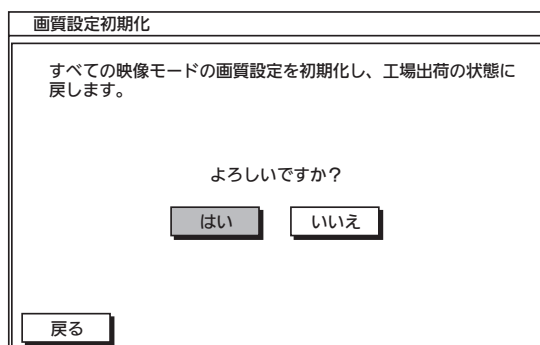 画質設定初期化
すべての映像モードの画質設定を初期化し、工場出荷の状態に
戻します。
よろしいですか？
はい いいえ
戻る